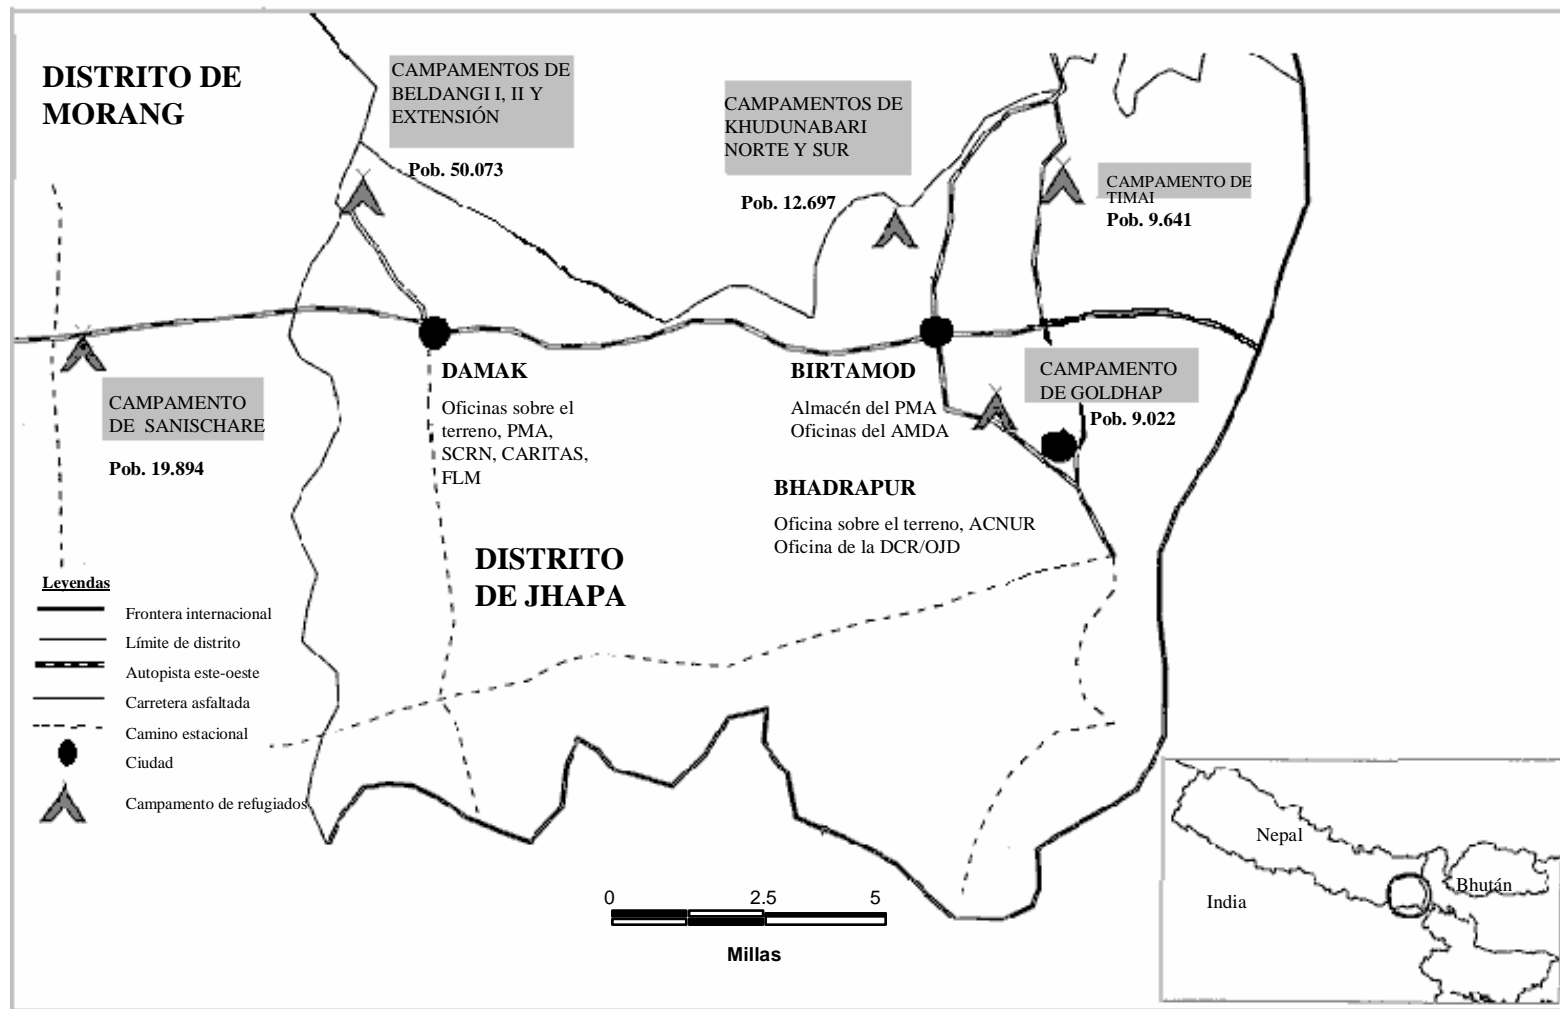 DISTRITO DE
MORANG
CAMPAMENTOS DE
BELDANGI I, II Y
EXTENSIÓN
Pob. 50.073
CAMPAMENTOS DE
KHUDUNABARI
NORTE Y SUR
Pob. 12.697
CAMPAMENTO DE
TIMAI
Pob. 9.641
CAMPAMENTO
DE SANISCHARE
Pob. 19.894
DAMAK
Oficinas sobre el
terreno, PMA,
SCRN, CARITAS,
FLM
BIRTAMOD
Almacén del PMA
Oficinas del AMDA
CAMPAMENTO
DE GOLDHAP
Pob. 9.022
BHADRAPUR
Oficina sobre el terreno, ACNUR
Oficina de la DCR/OJD
DISTRITO
DE JHAPA
Leyendas
Frontera internacional
Límite de distrito
Autopista este-oeste
Carretera asfaltada
Camino estacional
Ciudad
Campamento de refugiados
0 2.5 5
Millas
Nepal
Bhután
India